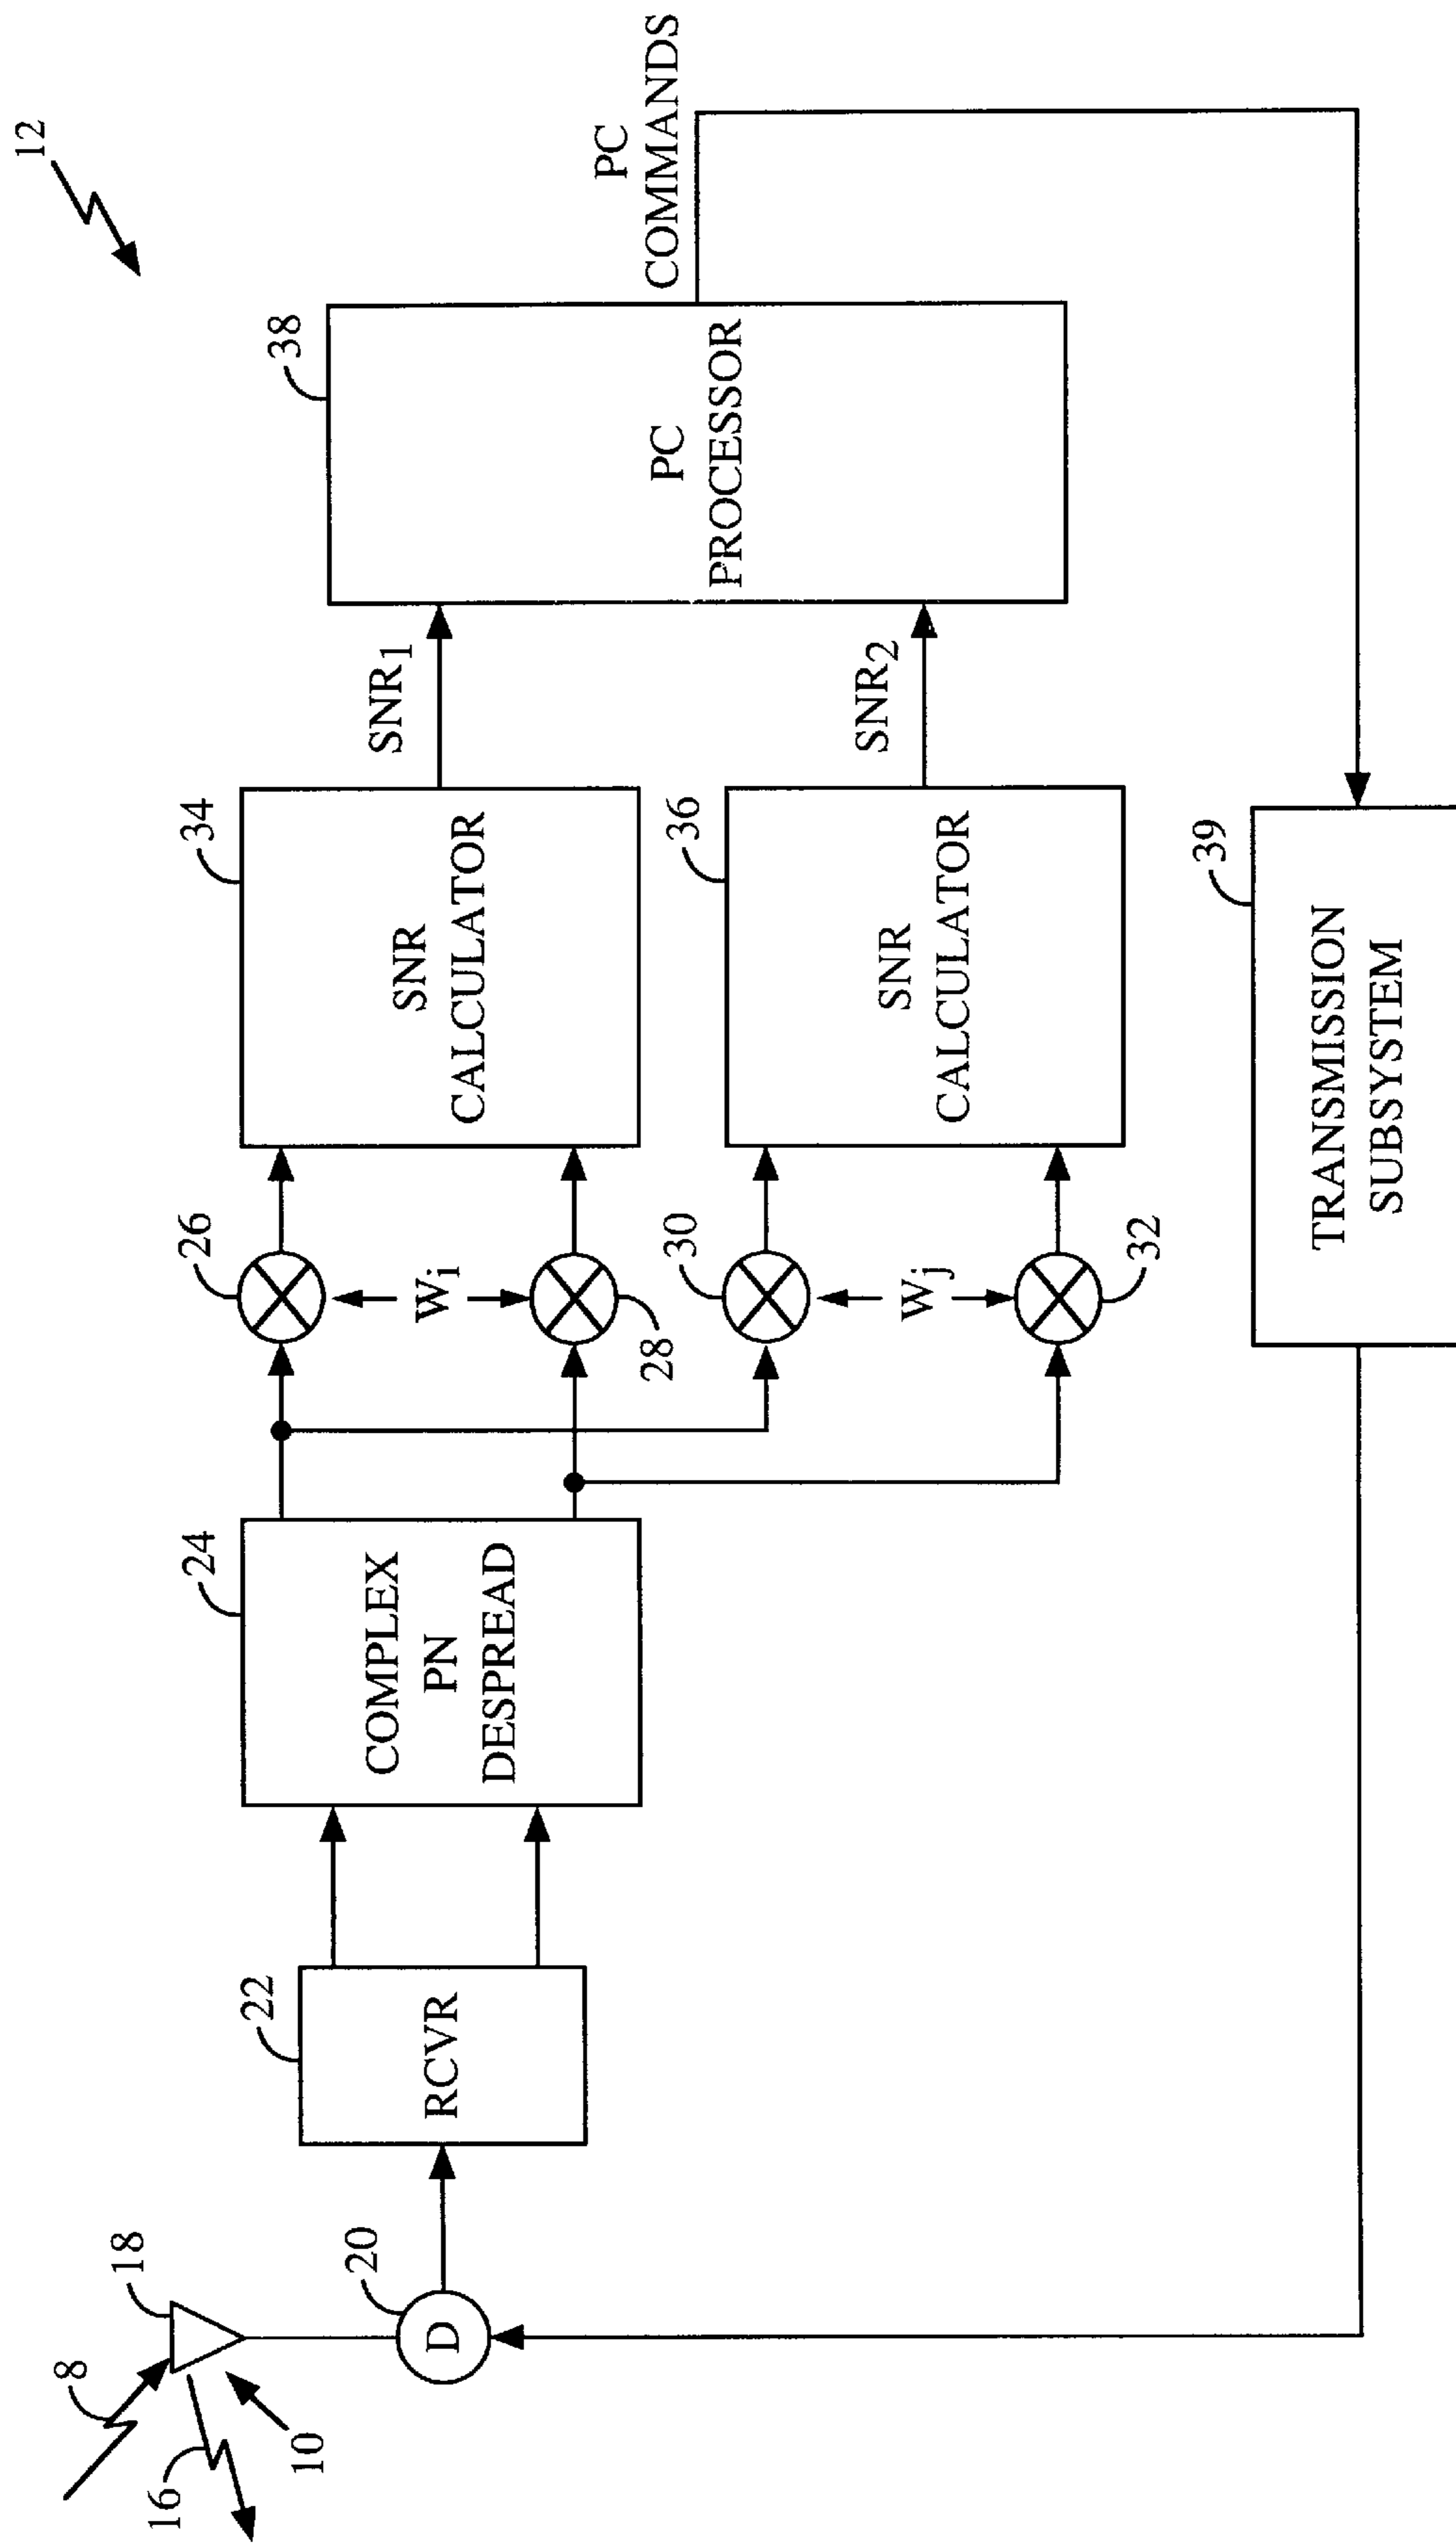 12
8
16
10
18
20
D
22
RCVR
24
COMPLEX
PN
DESPREAD
26
Wi
28
30
Wj
32
34
SNR
CALCULATOR
36
SNR
CALCULATOR
SNR1
SNR2
38
PC
PROCESSOR
PC
COMMANDS
39
TRANSMISSION
SUBSYSTEM